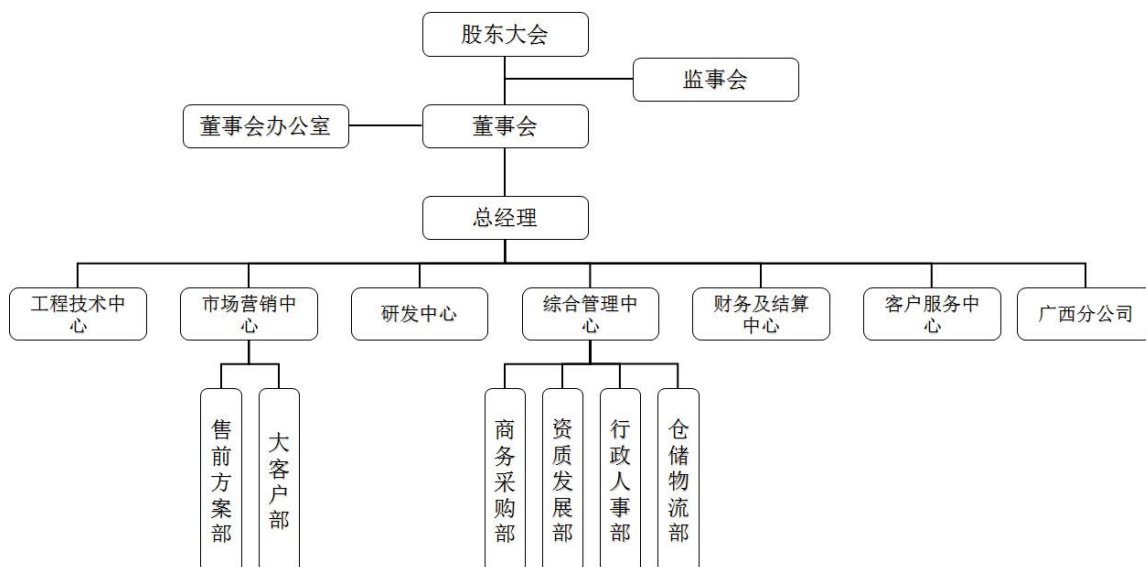 股东大会
监事会
董事会办公室
董事会
总经理
工程技术中
心
市场营销中
心
研发中心
综合管理中
心
财务及结算
中心
客户服务中
心
广西分公司
售前方案部
大客户部
商务采购部
资质发展部
行政人事部
仓储物流部